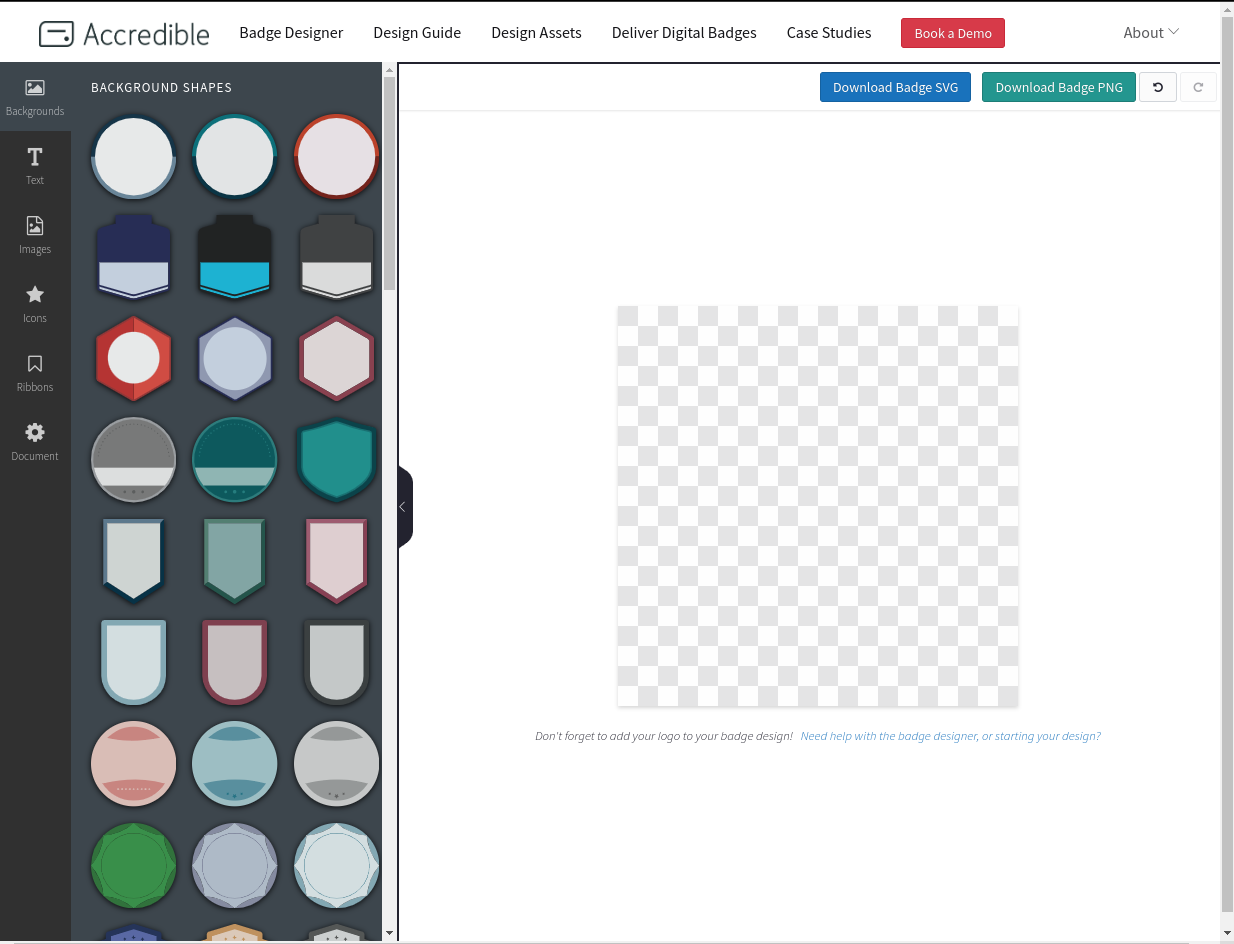 Accredible
Badge Designer
Design Guide
Design Assets
Deliver Digital Badges
Case Studies
Book a Demo
About
Backgrounds
Text
Images
Icons
Ribbons
Document
BACKGROUND SHAPES
Download Badge SVG
Download Badge PNG
Don't forget to add your logo to your badge design! Need help with the badge designer, or starting your design?